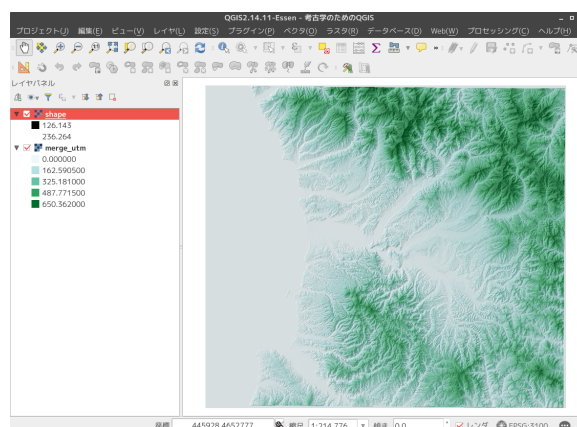 QGIS2.14.11-Essen - 考古学のためのQGIS
プロジェクト(J) 編集(E) ビュー(V) レイヤ(L) 設定(S) プラグイン(P) ベクタ(O) ラスタ(R) データベース(D) Web(W) プロセッシング(C) ヘルプ(H)
レイヤパネル
shape
126.143
236.264
merge_utm
0.000000
162.590500
325.181000
487.771500
650.362000
座標 445928,4652777 縮尺 1:214,776 傾き 0.0 レンダ EPSG:3100